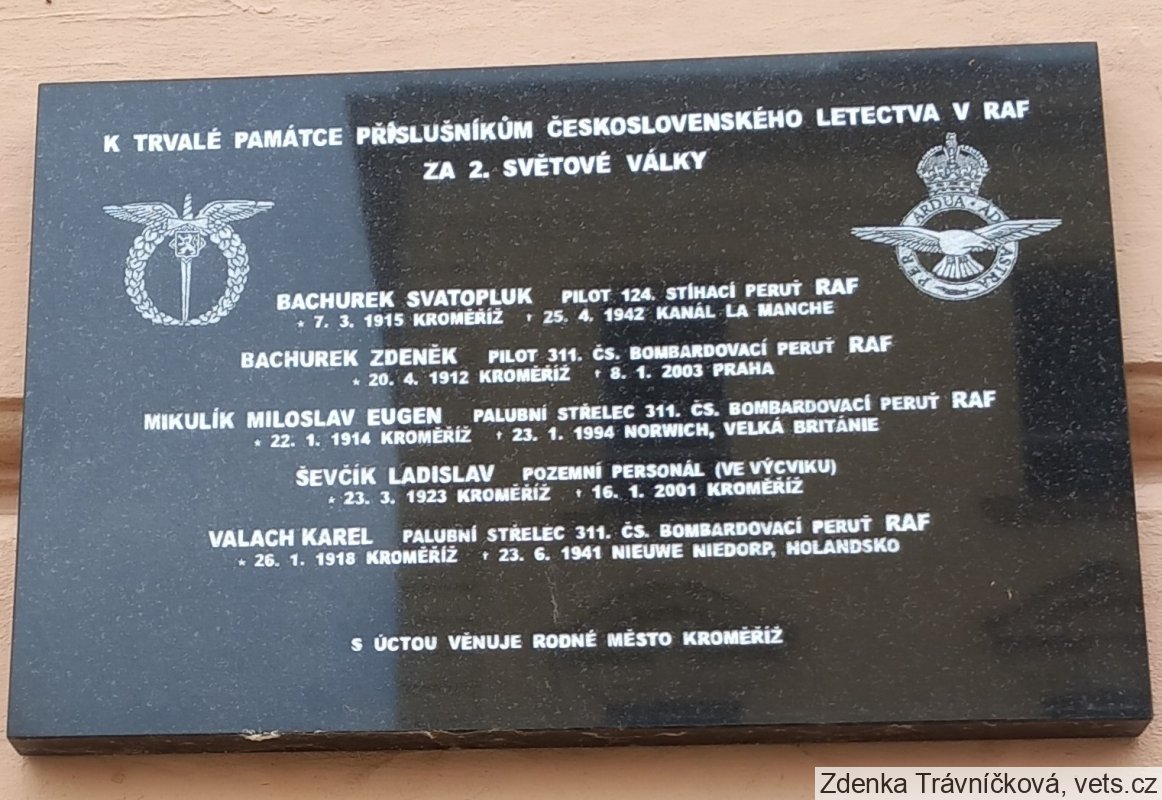 K TRVALÉ PAMÁTCE PŘÍSLUŠNÍKŮM ČESKOSLOVENSKÉHO LETECTVA V RAF
ZA 2. SVĚTOVÉ VÁLKY
PER ARDUA AD ASTRA
BACHUREK SVATOPLUK PILOT 124. STÍHACÍ PERUŤ RAF
* 7. 3. 1915 KROMĚŘÍŽ † 25. 4. 1942 KANÁL LA MANCHE
BACHUREK ZDENĚK PILOT 311. ČS. BOMBARDOVACÍ PERUŤ RAF
* 20. 4. 1912 KROMĚŘÍŽ † 8. 1. 2003 PRAHA
MIKULÍK MILOSLAV EUGEN PALUBNÍ STŘELEC 311. ČS. BOMBARDOVACÍ PERUŤ RAF
* 22. 1. 1914 KROMĚŘÍŽ † 23. 1. 1994 NORWICH, VELKÁ BRITÁNIE
ŠEVČÍK LADISLAV POZEMNÍ PERSONÁL (VE VÝCVIKU)
* 23. 3. 1923 KROMĚŘÍŽ † 16. 1. 2001 KROMĚŘÍŽ
VALACH KAREL PALUBNÍ STŘELEC 311. ČS. BOMBARDOVACÍ PERUŤ RAF
* 26. 1. 1918 KROMĚŘÍŽ † 23. 6. 1941 NIEUWE NIEDORP, HOLANDSKO
S ÚCTOU VĚNUJE RODNÉ MĚSTO KROMĚŘÍŽ
Zdenka Trávníčková, vets.cz